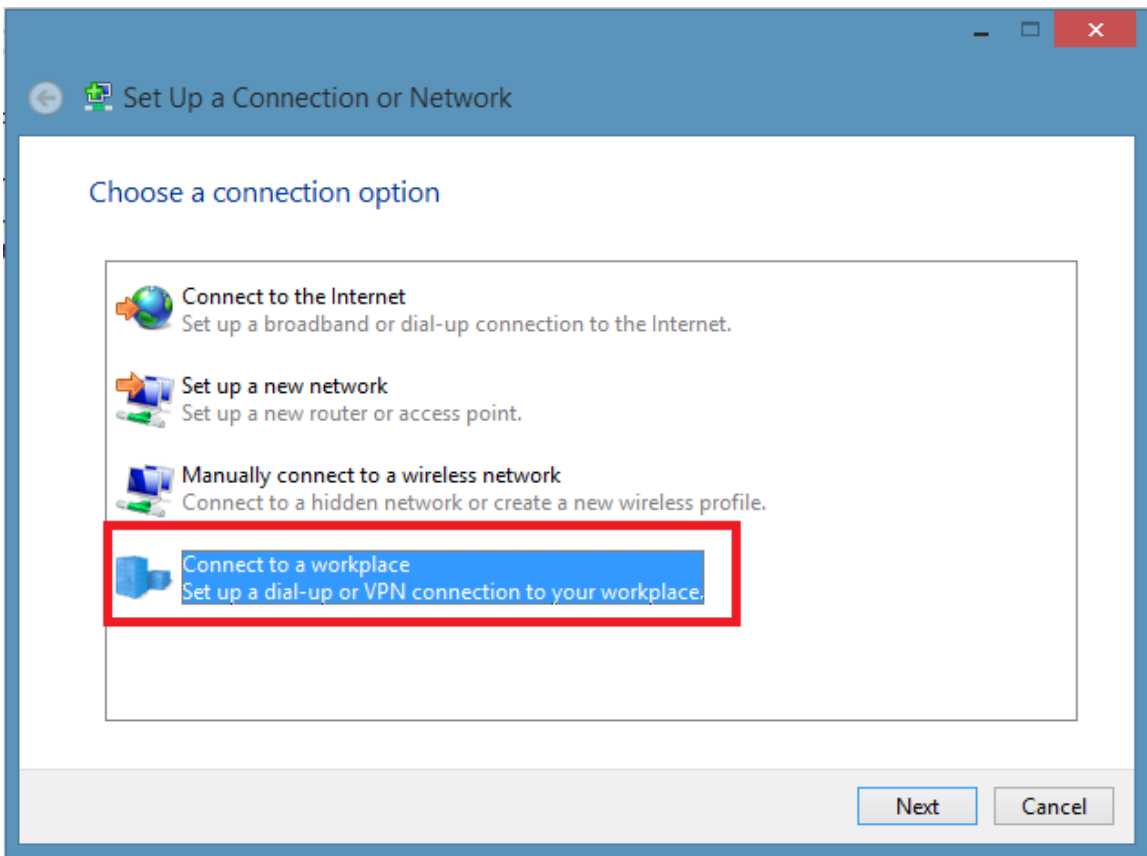 Set Up a Connection or Network
Choose a connection option
Connect to the Internet
Set up a broadband or dial-up connection to the Internet.
Set up a new network
Set up a new router or access point.
Manually connect to a wireless network
Connect to a hidden network or create a new wireless profile.
Connect to a workplace
Set up a dial-up or VPN connection to your workplace.
Next
Cancel